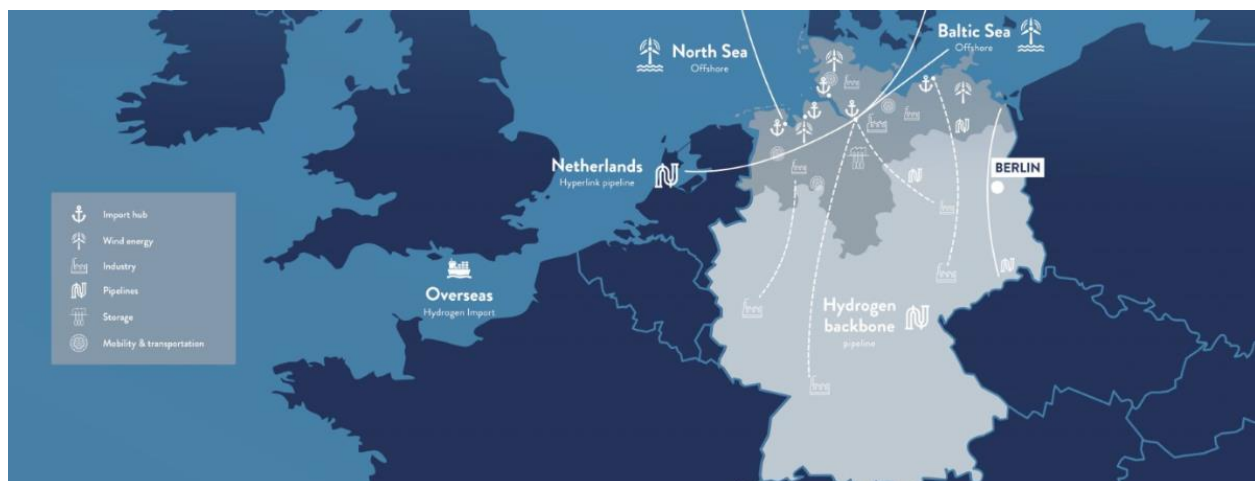 North Sea
Offshore
Baltic Sea
Offshore
Netherlands
Hyperlink pipeline
BERLIN
Import hub
Wind energy
Industry
Pipelines
Storage
Mobility & transportation
Overseas
Hydrogen Import
Hydrogen
backbone
pipeline